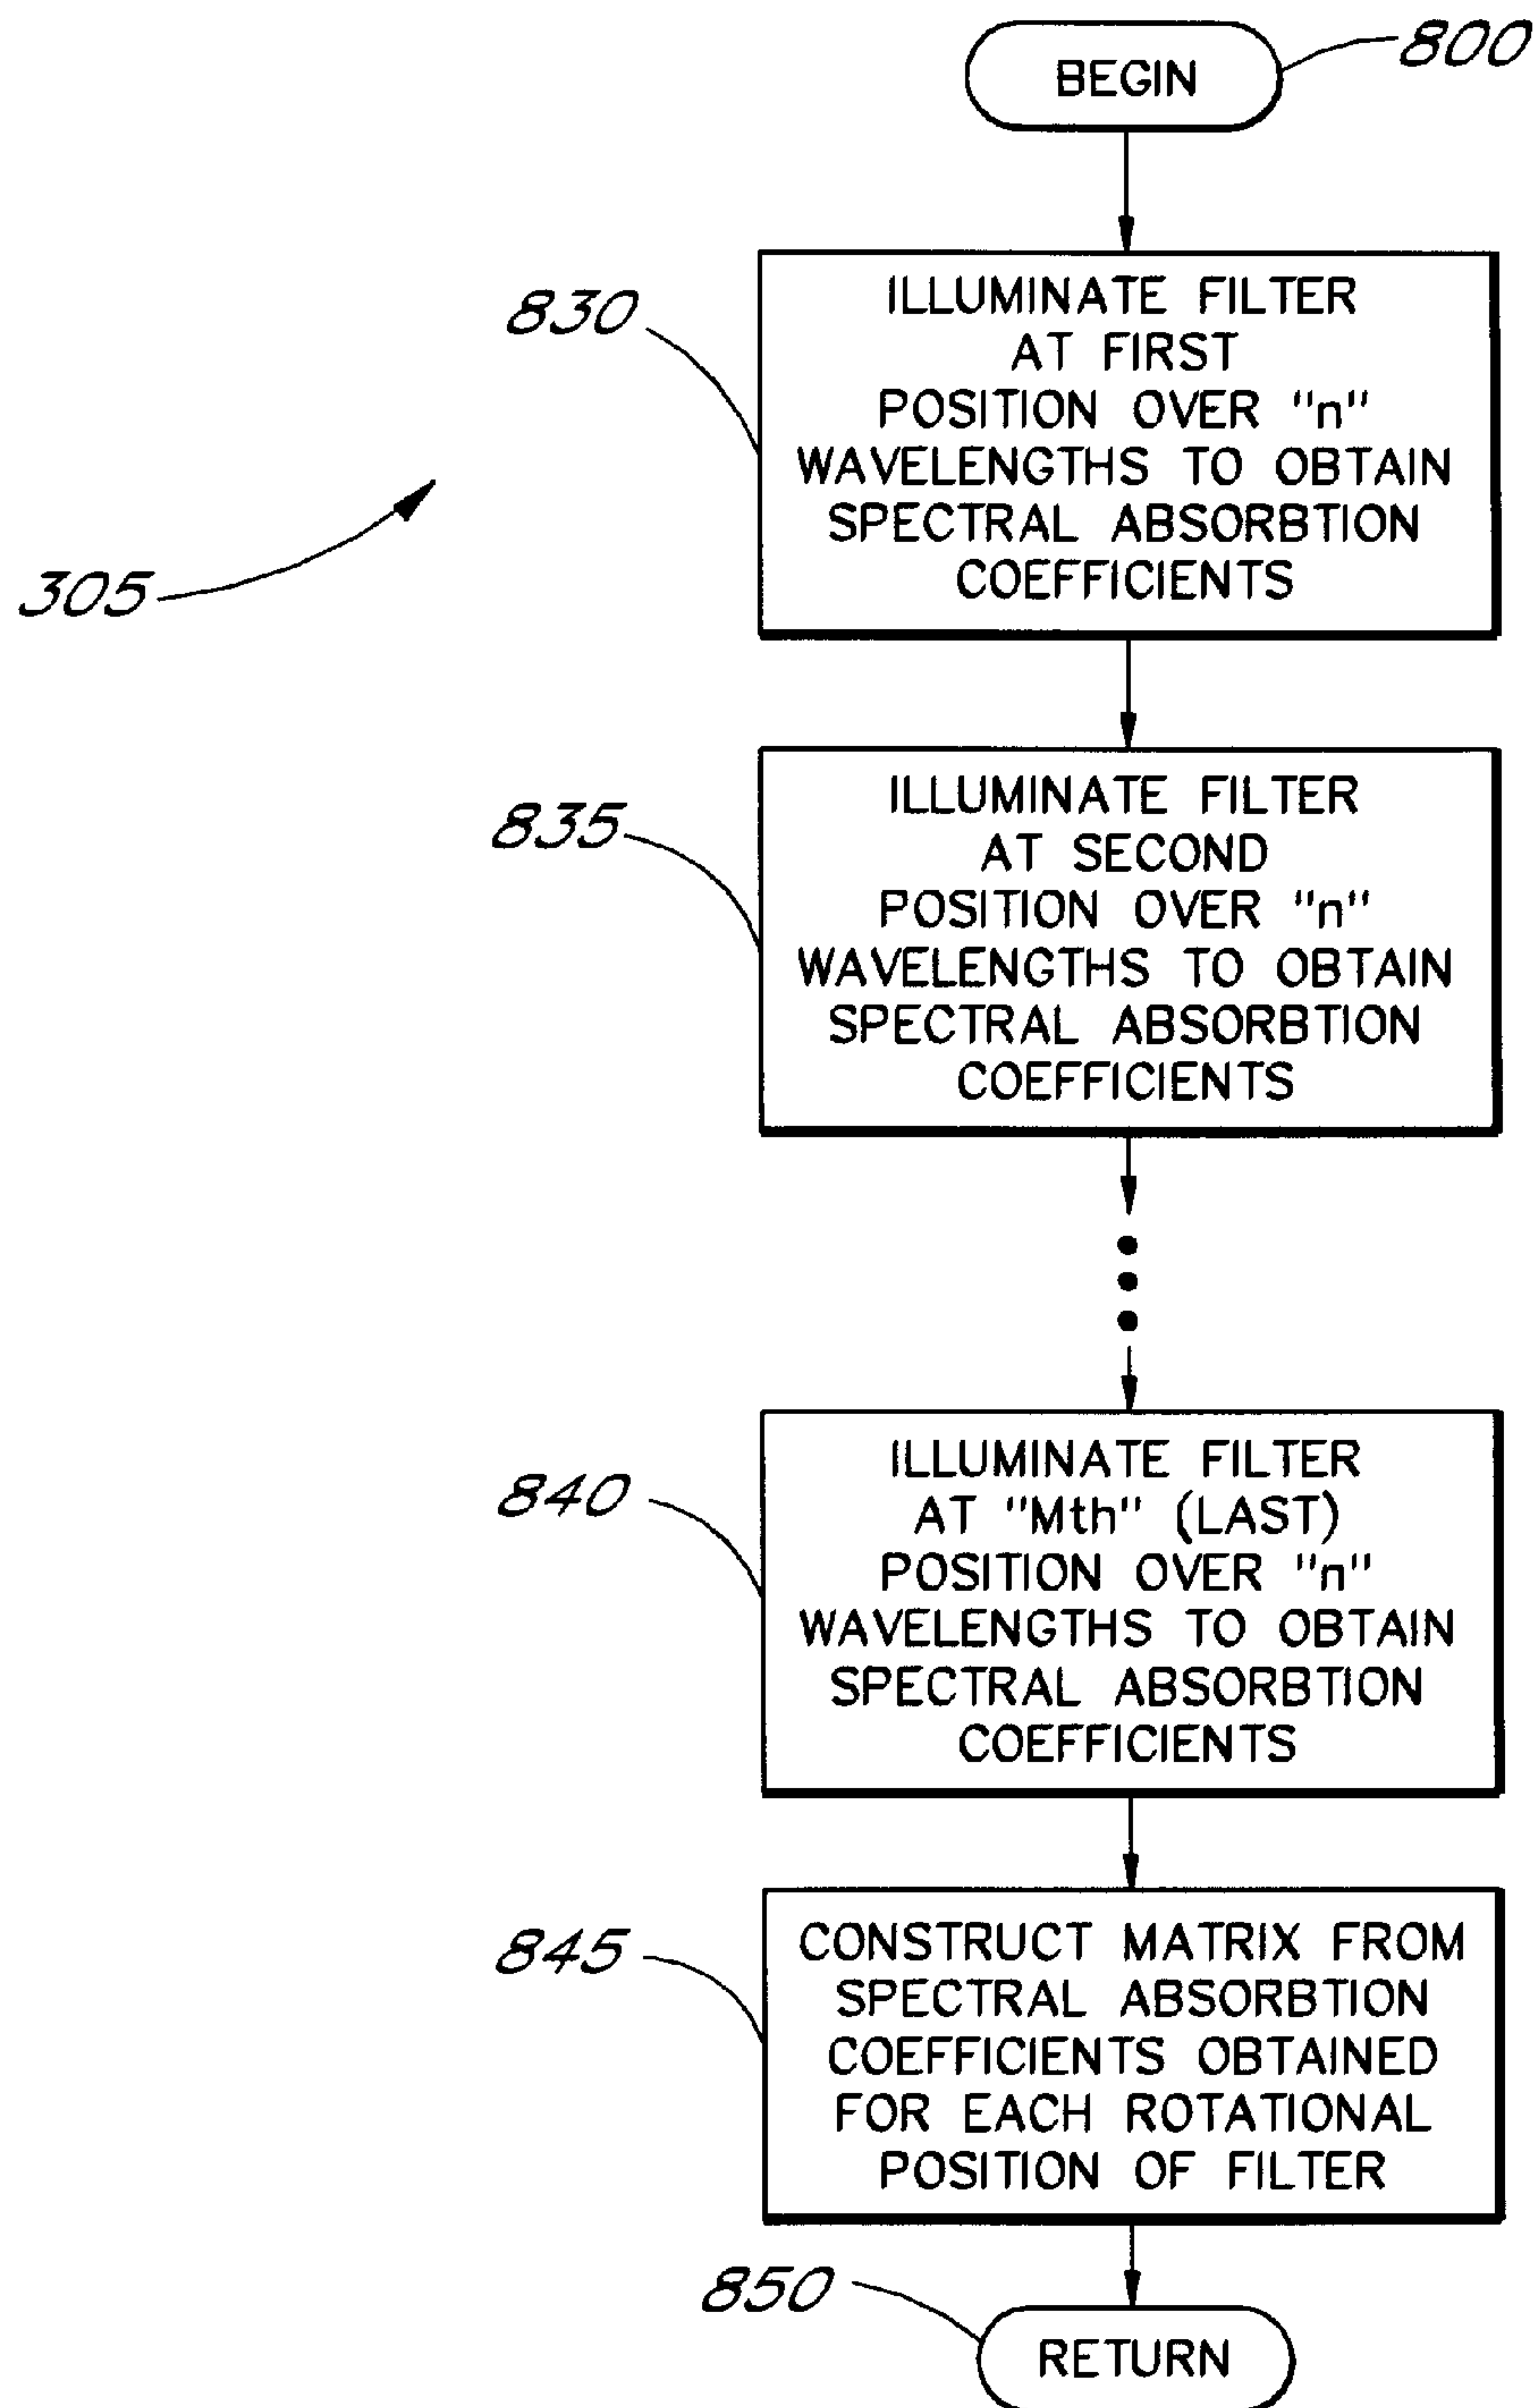 BEGIN
800
830
ILLUMINATE FILTER
AT FIRST
POSITION OVER "n"
WAVELENGTHS TO OBTAIN
SPECTRAL ABSORBTION
COEFFICIENTS
305
835
ILLUMINATE FILTER
AT SECOND
POSITION OVER "n"
WAVELENGTHS TO OBTAIN
SPECTRAL ABSORBTION
COEFFICIENTS
840
ILLUMINATE FILTER
AT "Mth" (LAST)
POSITION OVER "n"
WAVELENGTHS TO OBTAIN
SPECTRAL ABSORBTION
COEFFICIENTS
845
CONSTRUCT MATRIX FROM
SPECTRAL ABSORBTION
COEFFICIENTS OBTAINED
FOR EACH ROTATIONAL
POSITION OF FILTER
850
RETURN